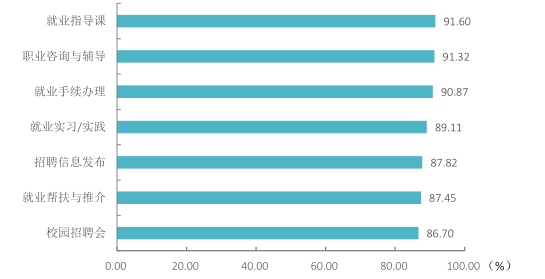 就业指导课 91.60
职业咨询与辅导 91.32
就业手续办理 90.87
就业实习/实践 89.11
招聘信息发布 87.82
就业帮扶与推介 87.45
校园招聘会 86.70
0.00 20.00 40.00 60.00 80.00 100.00 （%）